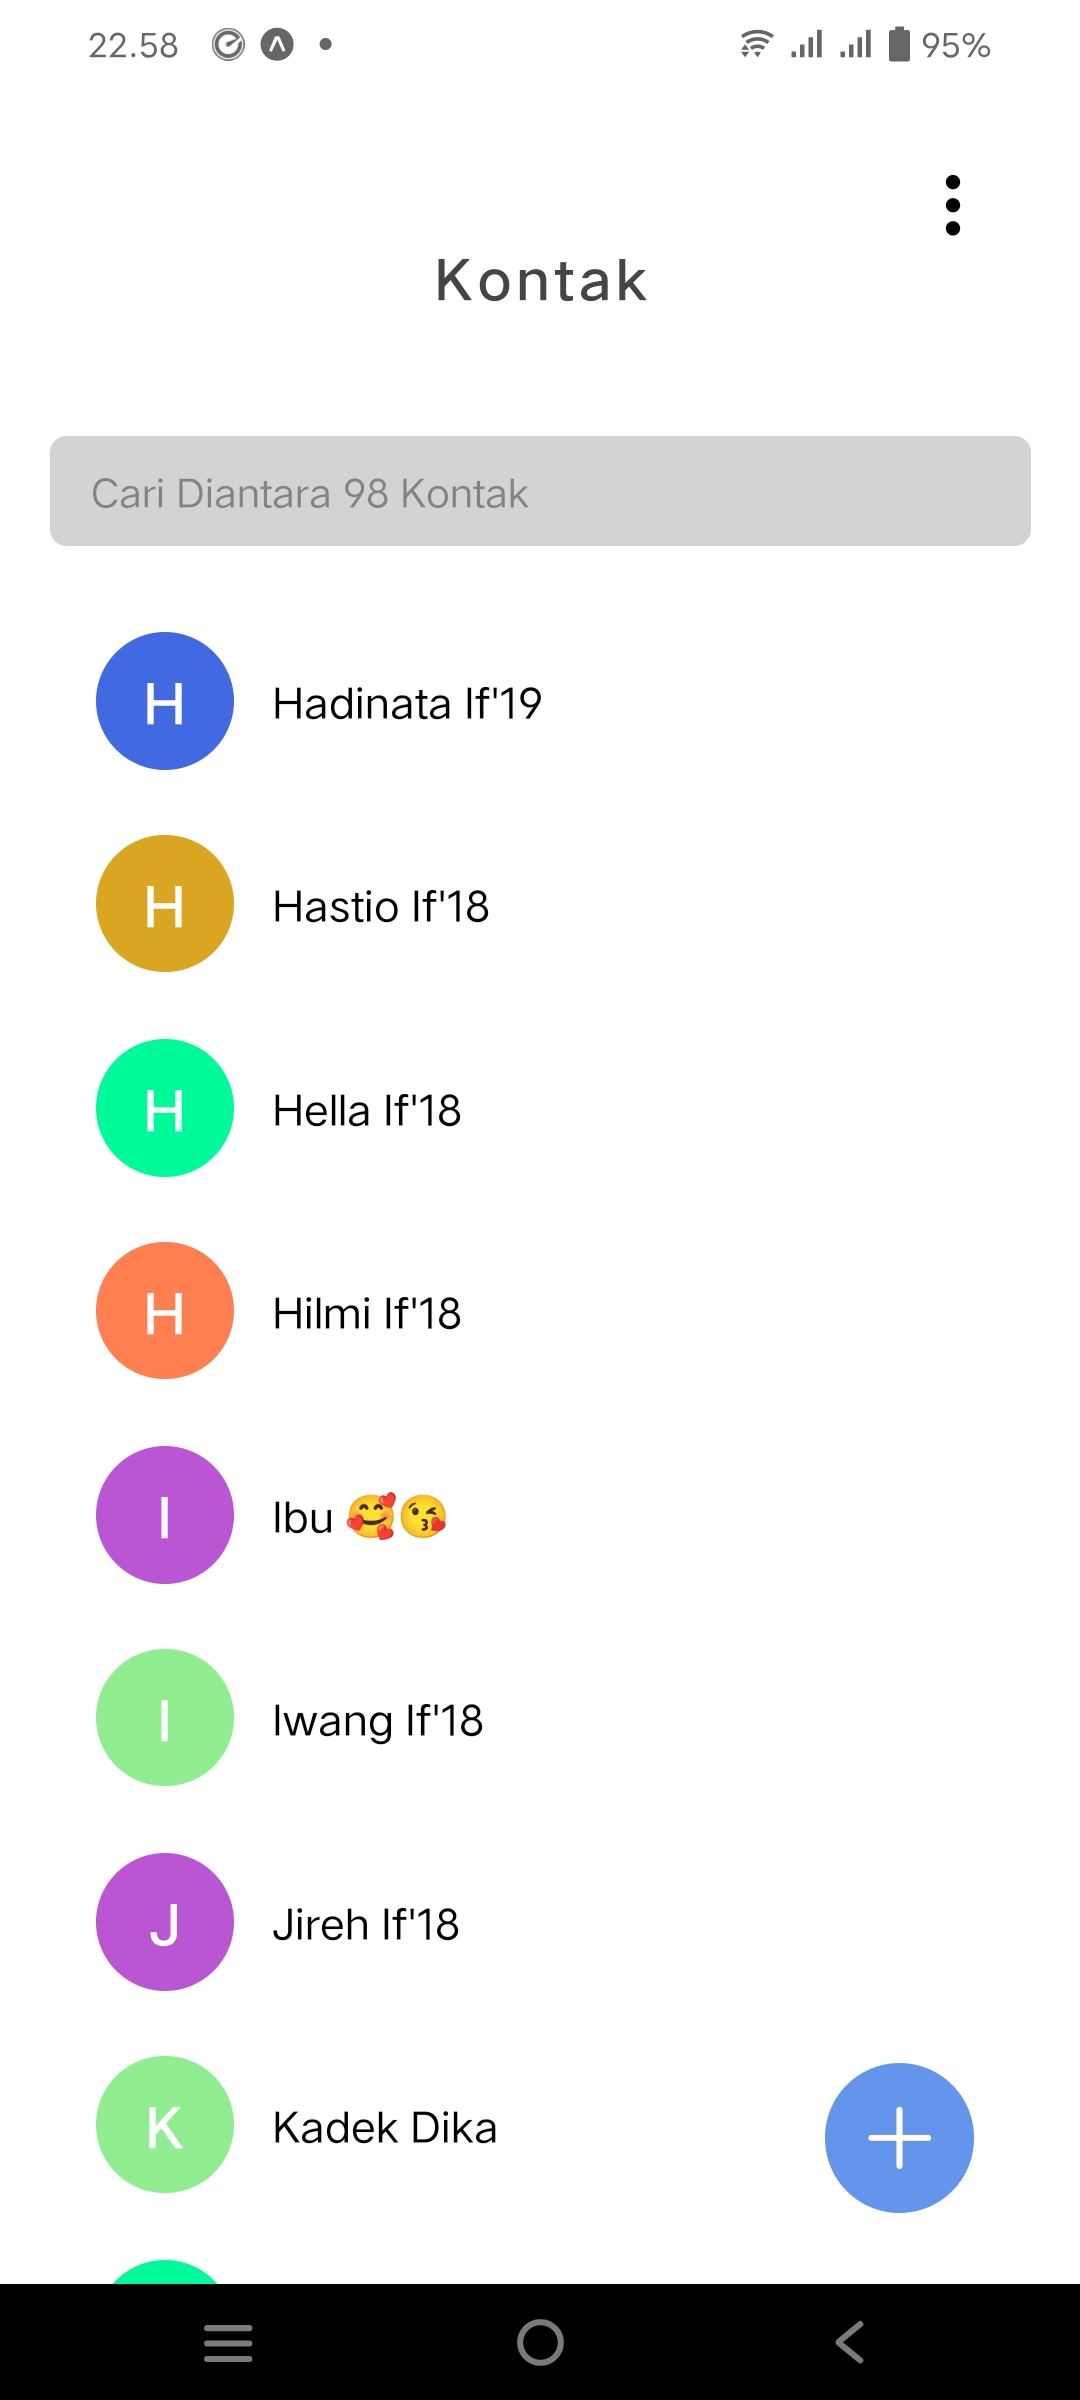 22.58 95%
Kontak
Cari Diantara 98 Kontak
H Hadinata If'19
H Hastio If'18
H Hella If'18
H Hilmi If'18
I Ibu 🥰😘
I Iwang If'18
J Jireh If'18
K Kadek Dika